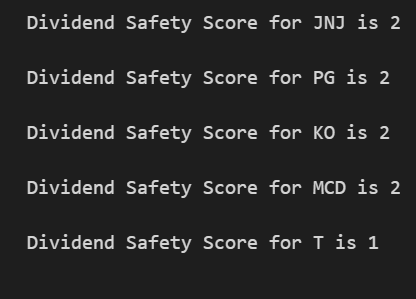 Dividend Safety Score for JNJ is 2
Dividend Safety Score for PG is 2
Dividend Safety Score for KO is 2
Dividend Safety Score for MCD is 2
Dividend Safety Score for T is 1